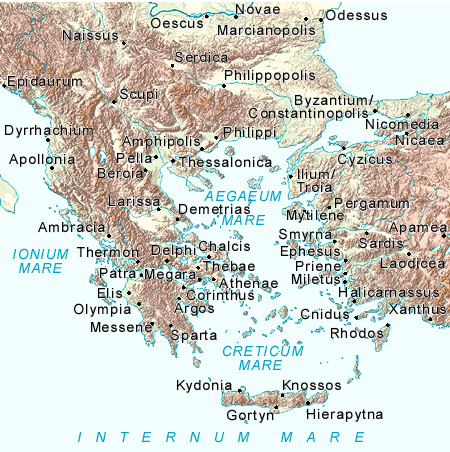 Novae
Odessus
Oescus
Marcianopolis
Naissus
Serdica
Epidaurum
Philippopolis
Scupi
Byzantium/
Constantinopolis
Dyrrhachium
Nicomedia
Amphipolis
Philippi
Nicaea
Apollonia
Pella
Thessalonica
Cyzicus
Beroia
Ilium/
Troia
AEGAEUM
MARE
Larissa
Demetrias
Pergamum
Mytilene
Ambracia
Smyrna
Apamea
Sardis
IONIUM
MARE
Thermon
Delphi
Chalcis
Ephesus
Laodicea
Patra
Megara
Thebae
Priene
Athenae
Miletus
Elis
Corinthus
Halicarnassus
Olympia
Argos
Cnidus
Xanthus
Messene
Sparta
Rhodos
CRETICUM
MARE
Kydonia
Knossos
Gortyn
Hierapytna
INTERNUM MARE